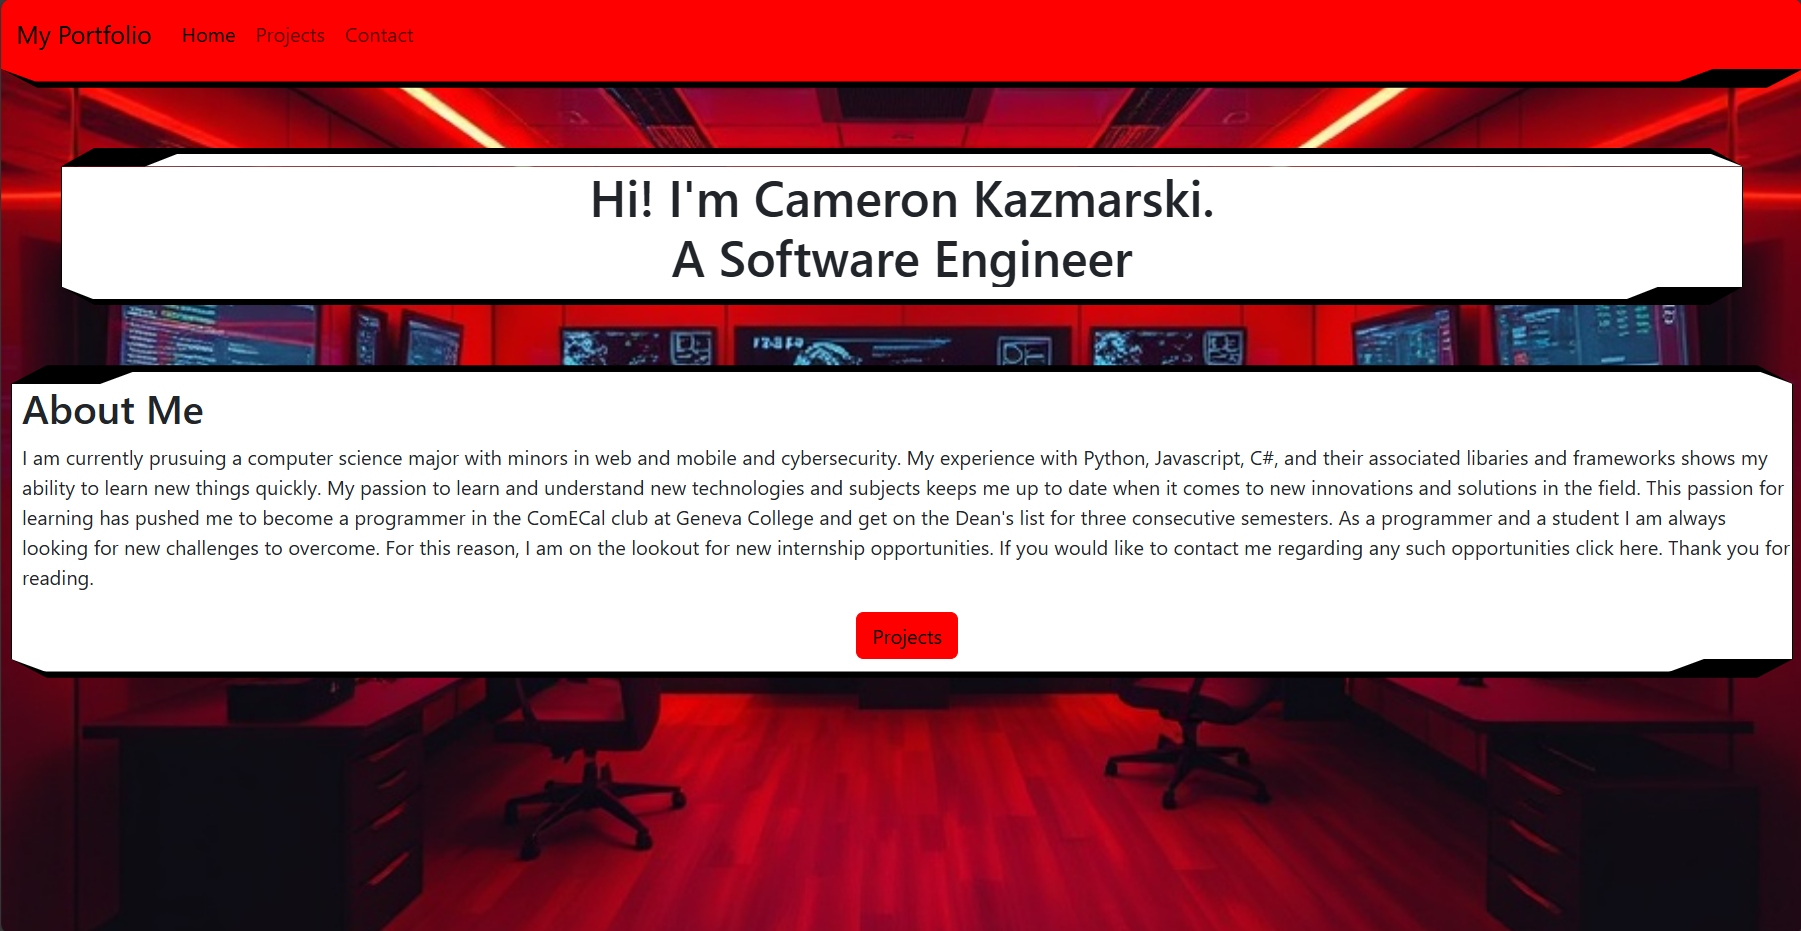 My Portfolio Home Projects Contact
Hi! I'm Cameron Kazmarski.
A Software Engineer
About Me
I am currently prusuing a computer science major with minors in web and mobile and cybersecurity. My experience with Python, Javascript, C#, and their associated libaries and frameworks shows my
ability to learn new things quickly. My passion to learn and understand new technologies and subjects keeps me up to date when it comes to new innovations and solutions in the field. This passion for
learning has pushed me to become a programmer in the ComECal club at Geneva College and get on the Dean's list for three consecutive semesters. As a programmer and a student I am always
looking for new challenges to overcome. For this reason, I am on the lookout for new internship opportunities. If you would like to contact me regarding any such opportunities click here. Thank you for
reading.
Projects